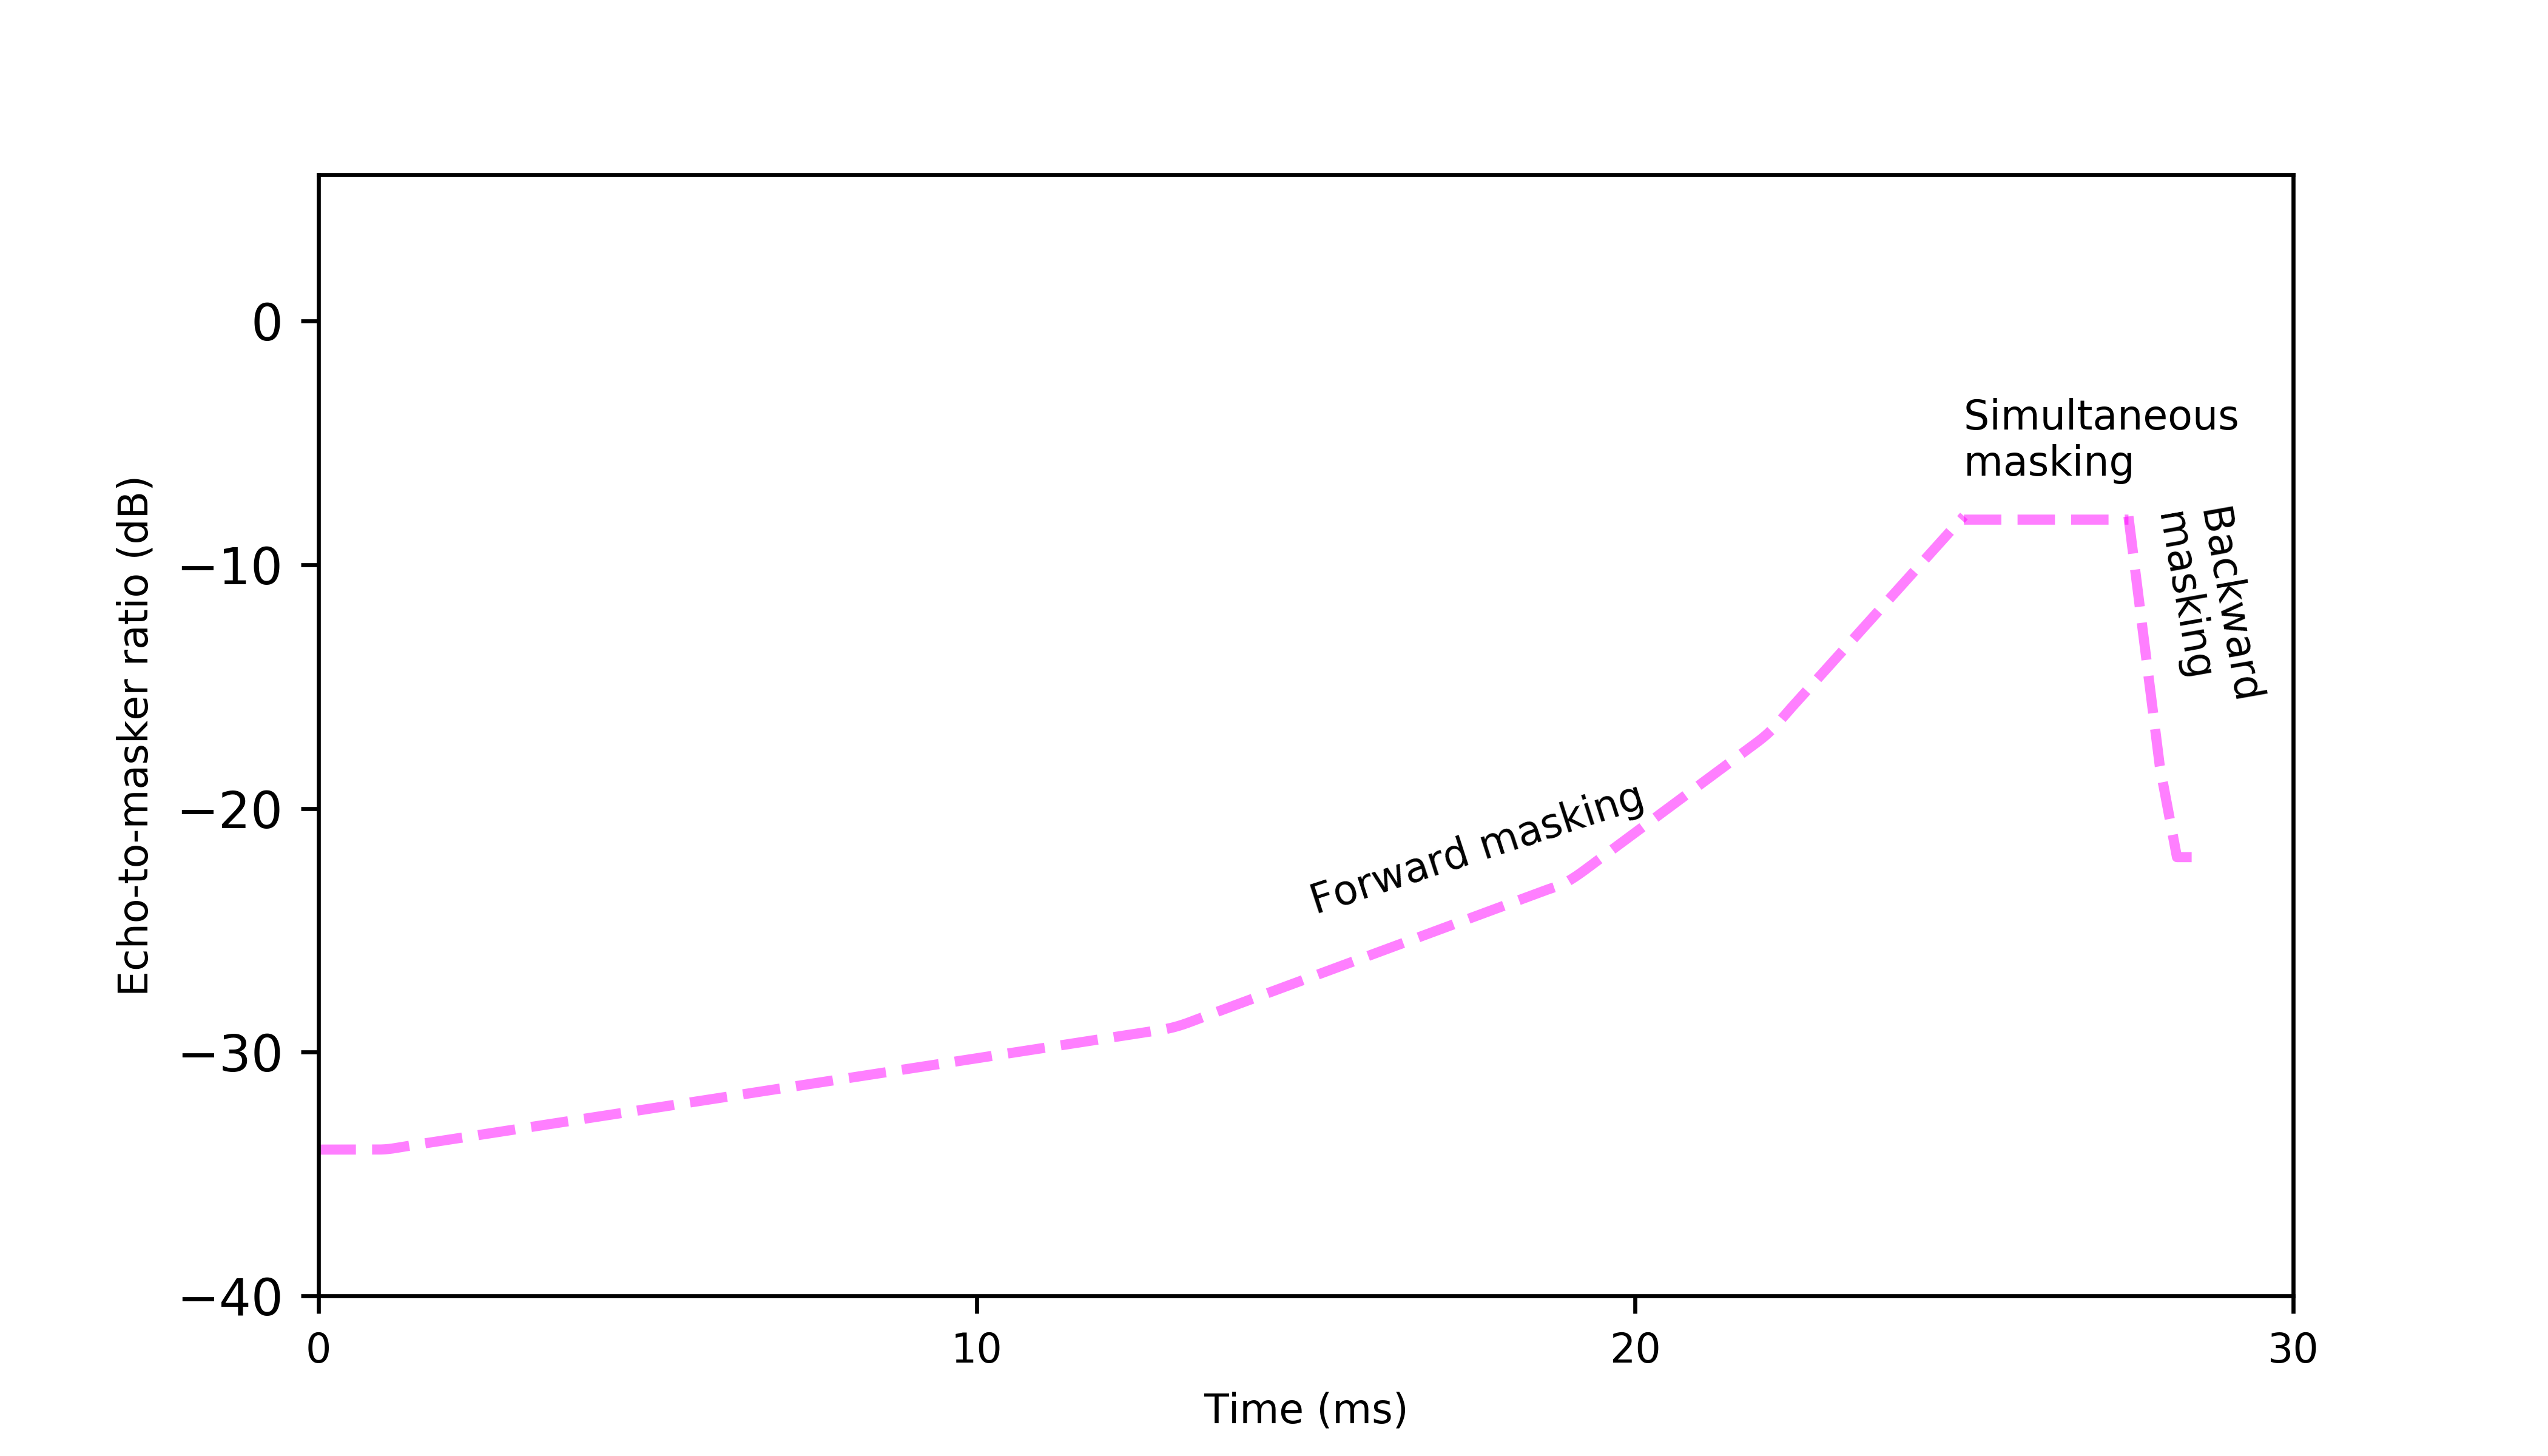 0
−10
−20
−30
−40
Echo-to-masker ratio (dB)
Simultaneous
masking
Backward
masking
Forward masking
0
10
20
30
Time (ms)